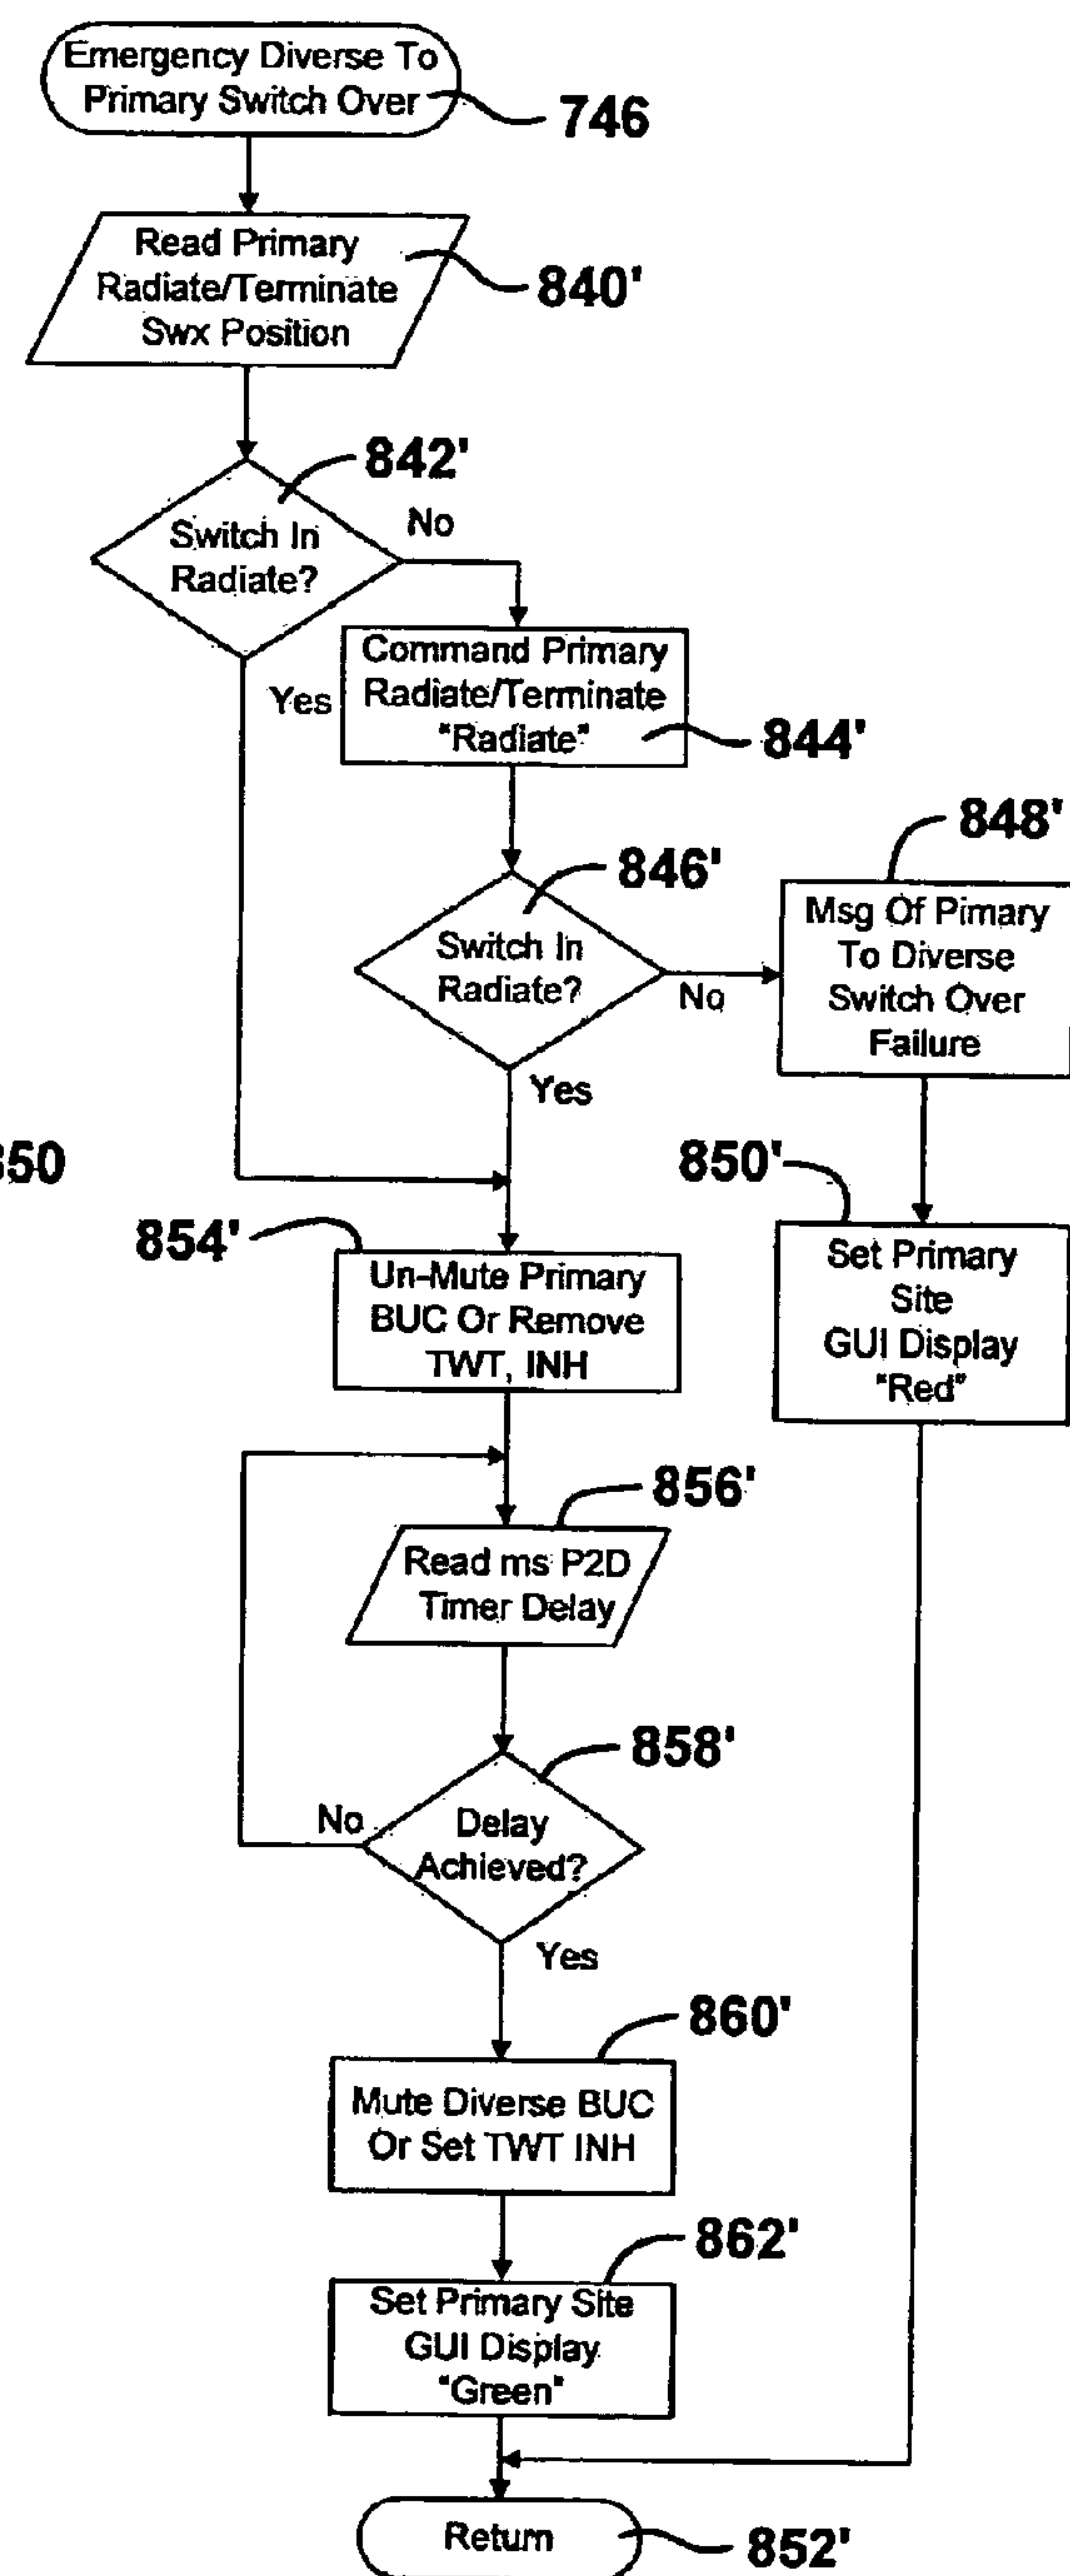 Emergency Diverse To
Primary Switch Over
746
Read Primary
Radiate/Terminate
Swx Position
840'
842'
Switch In
Radiate?
No
Yes
Command Primary
Radiate/Terminate
"Radiate"
844'
846'
Switch In
Radiate?
No
Yes
848'
Msg Of Pimary
To Diverse
Switch Over
Failure
850'
Set Primary
Site
GUI Display
"Red"
854'
Un-Mute Primary
BUC Or Remove
TWT, INH
856'
Read ms P2D
Timer Delay
858'
Delay
Achieved?
No
Yes
860'
Mute Diverse BUC
Or Set TWT INH
862'
Set Primary Site
GUI Display
"Green"
Return
852'